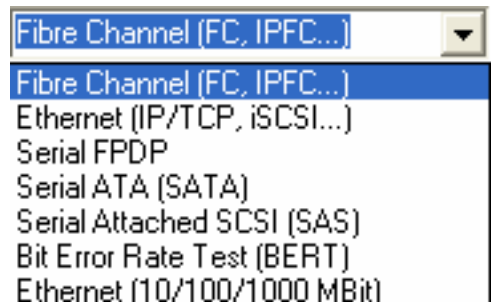 Fibre Channel (FC, IPFC...)
Fibre Channel (FC, IPFC...)
Ethernet (IP/TCP, iSCSI...)
Serial FPDP
Serial ATA (SATA)
Serial Attached SCSI (SAS)
Bit Error Rate Test (BERT)
Ethernet (10/100/1000 MBit)